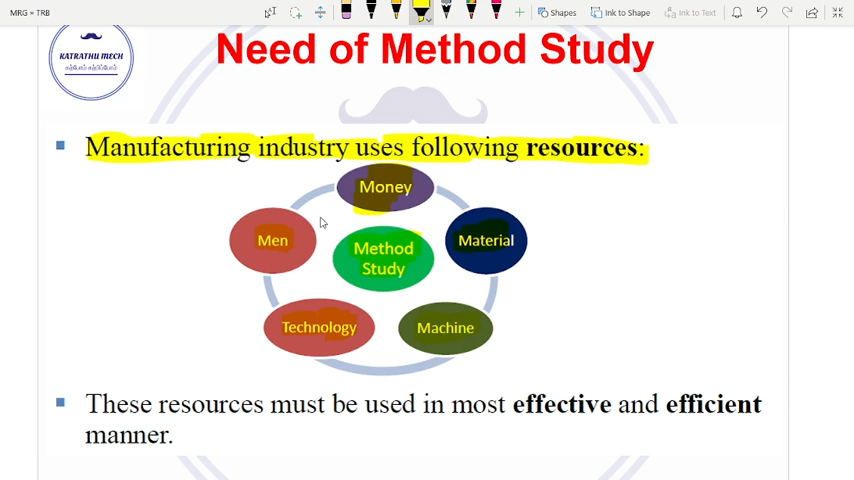 MRG » TRB
Shapes
Ink to Shape
Ink to Text
KATRATHU MECH
கற்போம் கற்பிப்போம்
Need of Method Study
Manufacturing industry uses following resources:
Money
Men
Method
Study
Material
Technology
Machine
These resources must be used in most effective and efficient
manner.